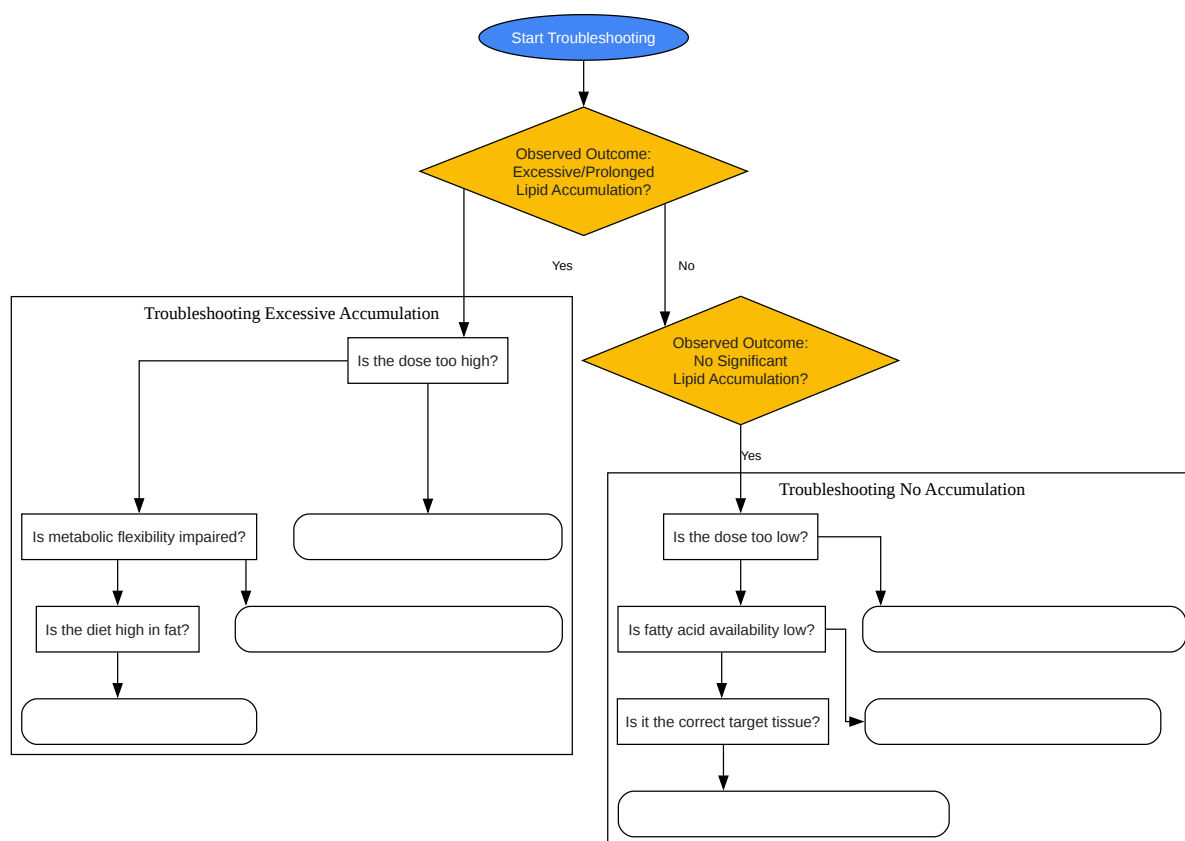 Start Troubleshooting
Observed Outcome:
Excessive/Prolonged
Lipid Accumulation?
Yes
No
Troubleshooting Excessive Accumulation
Is the dose too high?
Is metabolic flexibility impaired?
Is the diet high in fat?
Observed Outcome:
No Significant
Lipid Accumulation?
Yes
Troubleshooting No Accumulation
Is the dose too low?
Is fatty acid availability low?
Is it the correct target tissue?